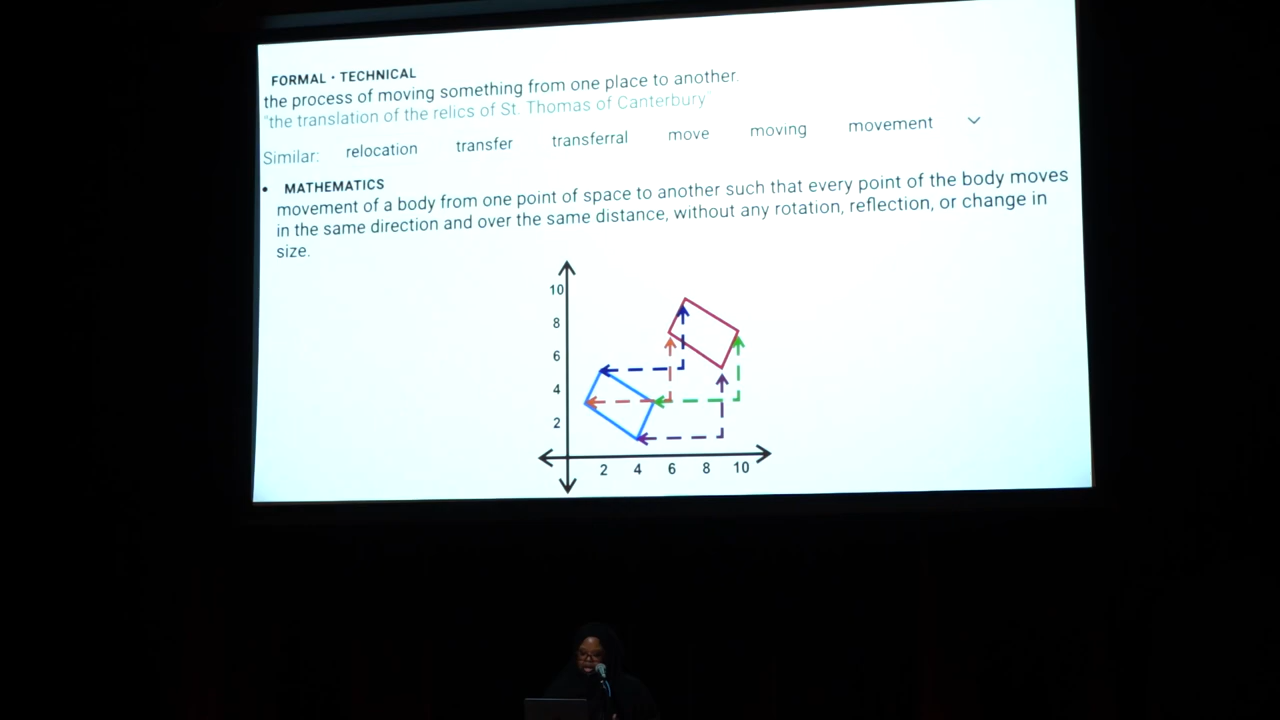 FORMAL · TECHNICAL
the process of moving something from one place to another.
"the translation of the relics of St. Thomas of Canterbury"
Similar: relocation transfer transferral move moving movement
• MATHEMATICS
movement of a body from one point of space to another such that every point of the body moves
in the same direction and over the same distance, without any rotation, reflection, or change in
size.
10
8
6
4
2
2 4 6 8 10